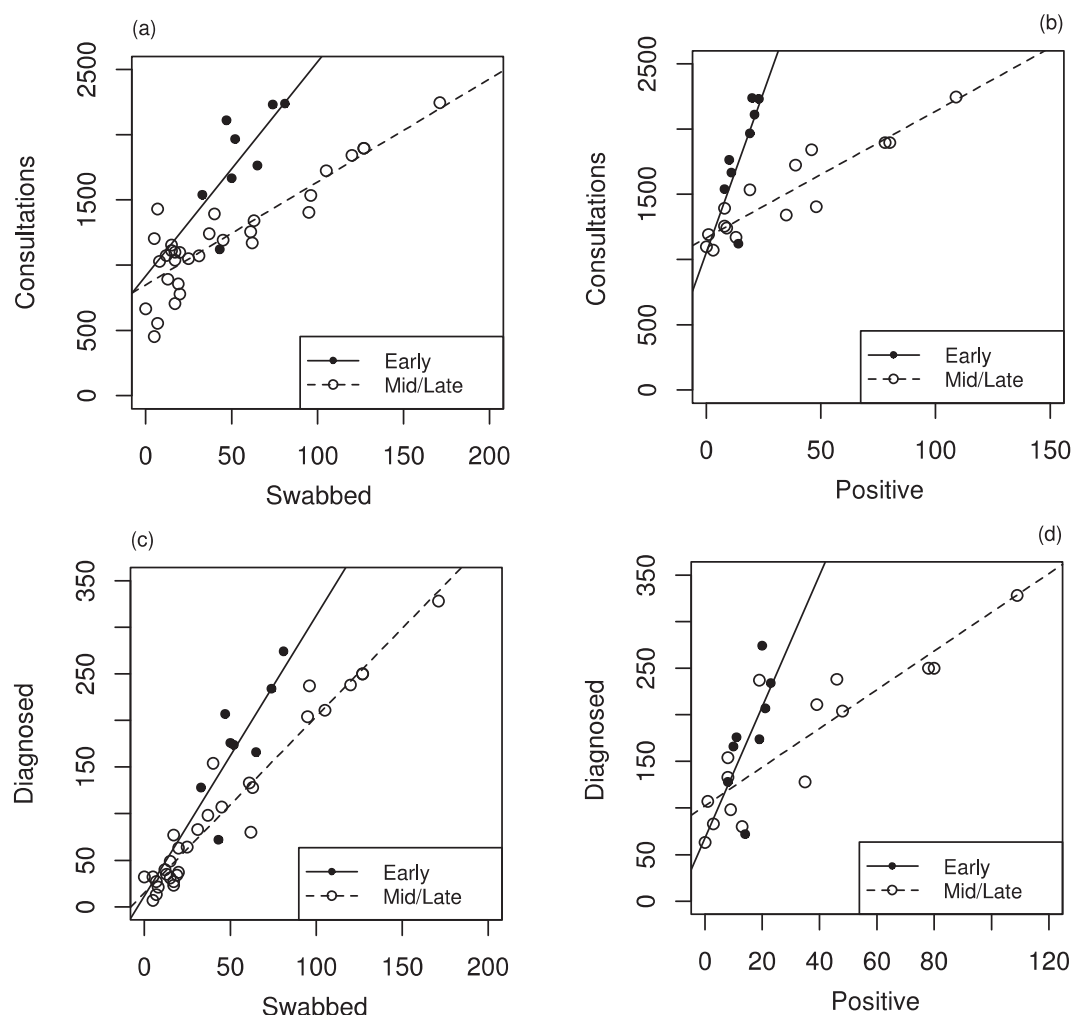 (a)
2500
1500
500
0
Consultations
Early
Mid/Late
0 50 100 150 200
Swabbed
(b)
2500
1500
500
0
Consultations
Early
Mid/Late
0 50 100 150
Positive
(c)
350
250
150
50
0
Diagnosed
Early
Mid/Late
0 50 100 150 200
Swabbed
(d)
350
250
150
50
0
Diagnosed
Early
Mid/Late
0 20 40 60 80 120
Positive